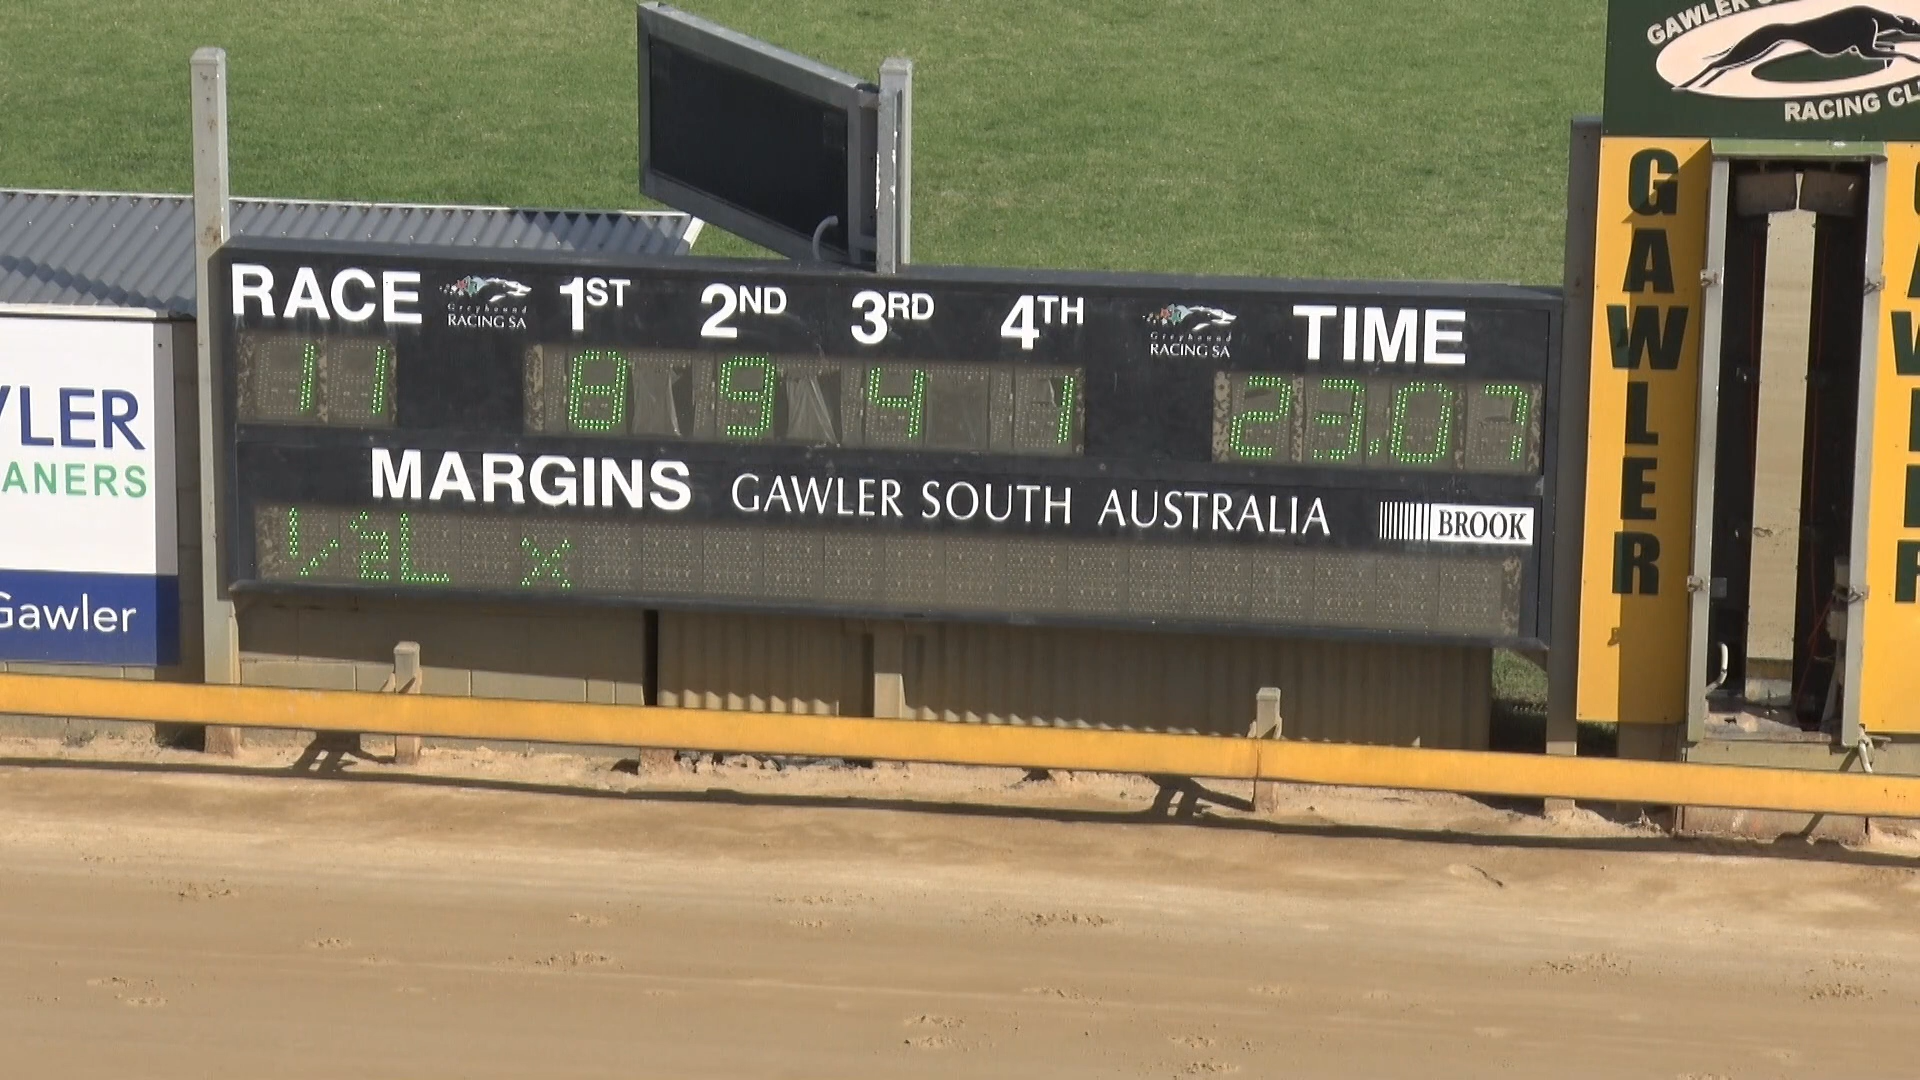 GAWLER
RACING CL
RACE 1ST 2ND 3RD 4TH TIME
Greyhound
RACING SA
Greyhound
RACING SA
11 8 9 4 1 23.07
MARGINS GAWLER SOUTH AUSTRALIA BROOK
1/2L X
GAWLER
WLER
ANERS
Gawler